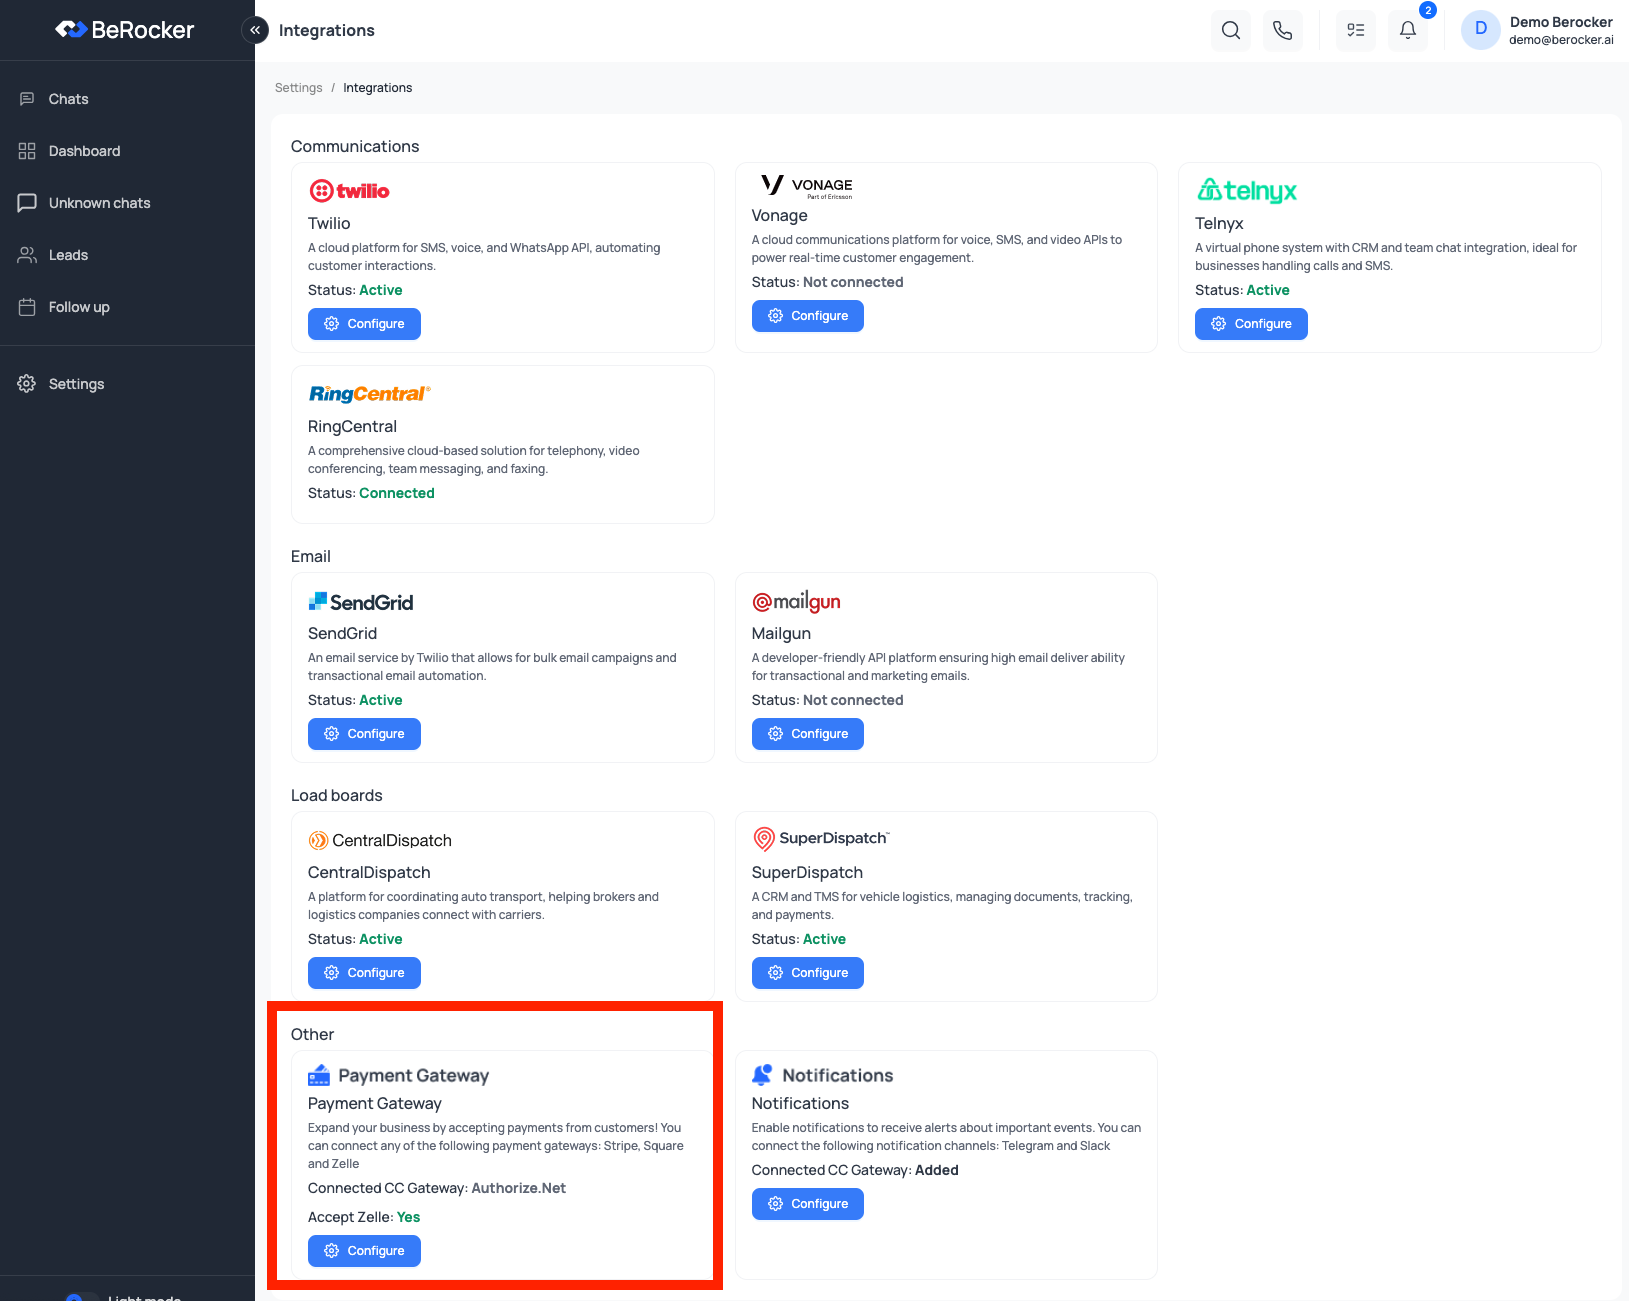 BeRocker
Integrations
2
D
Demo Berocker
demo@berocker.ai
Chats
Dashboard
Unknown chats
Leads
Follow up
Settings
Light mode
Settings / Integrations
Communications
twilio
Twilio
A cloud platform for SMS, voice, and WhatsApp API, automating
customer interactions.
Status: Active
Configure
VONAGE
Part of Ericsson
Vonage
A cloud communications platform for voice, SMS, and video APIs to
power real-time customer engagement.
Status: Not connected
Configure
telnyx
Telnyx
A virtual phone system with CRM and team chat integration, ideal for
businesses handling calls and SMS.
Status: Active
Configure
RingCentral®
RingCentral
A comprehensive cloud-based solution for telephony, video
conferencing, team messaging, and faxing.
Status: Connected
Email
SendGrid
SendGrid
An email service by Twilio that allows for bulk email campaigns and
transactional email automation.
Status: Active
Configure
mailgun
Mailgun
A developer-friendly API platform ensuring high email deliver ability
for transactional and marketing emails.
Status: Not connected
Configure
Load boards
CentralDispatch
CentralDispatch
A platform for coordinating auto transport, helping brokers and
logistics companies connect with carriers.
Status: Active
Configure
SuperDispatch™
SuperDispatch
A CRM and TMS for vehicle logistics, managing documents, tracking,
and payments.
Status: Active
Configure
Other
Payment Gateway
Payment Gateway
Expand your business by accepting payments from customers! You
can connect any of the following payment gateways: Stripe, Square
and Zelle
Connected CC Gateway: Authorize.Net
Accept Zelle: Yes
Configure
Notifications
Notifications
Enable notifications to receive alerts about important events. You can
connect the following notification channels: Telegram and Slack
Connected CC Gateway: Added
Configure